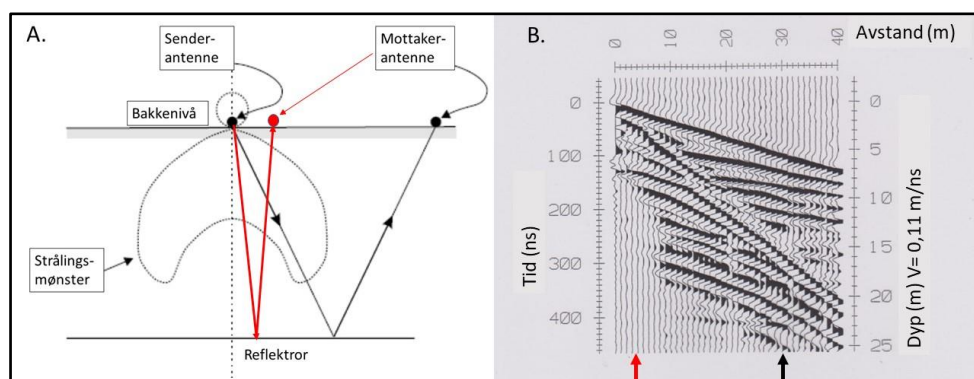 A.
Sender-
antenne
Mottaker-
antenne
Bakkenivå
Strålings-
mønster
Reflektror
B.
Avstand (m)
0
10
20
30
40
Tid (ns)
0
100
200
300
400
0
5
10
15
20
25
Dyp (m) V= 0,11 m/ns